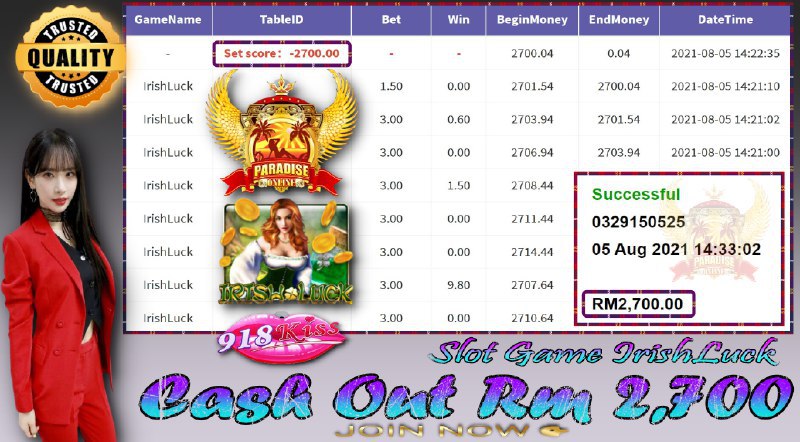 TRUSTED
QUALITY
TRUSTED
GameName TableID Bet Win BeginMoney EndMoney DateTime
- Set score: -2700.00 - - 2700.04 0.04 2021-08-05 14:22:35
IrishLuck 1.50 0.00 2701.54 2700.04 2021-08-05 14:21:10
IrishLuck 3.00 0.60 2703.94 2701.54 2021-08-05 14:21:02
IrishLuck 3.00 0.00 2706.94 2703.94 2021-08-05 14:21:00
IrishLuck 3.00 1.50 2708.44
IrishLuck 3.00 0.00 2711.44
IrishLuck 3.00 0.00 2714.44
IrishLuck 3.00 9.80 2707.64
IrishLuck 3.00 0.00 2710.64
PARADISE
ONLINE
IRISH LUCK
918Kiss
Successful
0329150525
05 Aug 2021 14:33:02
RM2,700.00
Slot Game IrishLuck
Cash Out Rm 2,700
JOIN NOW